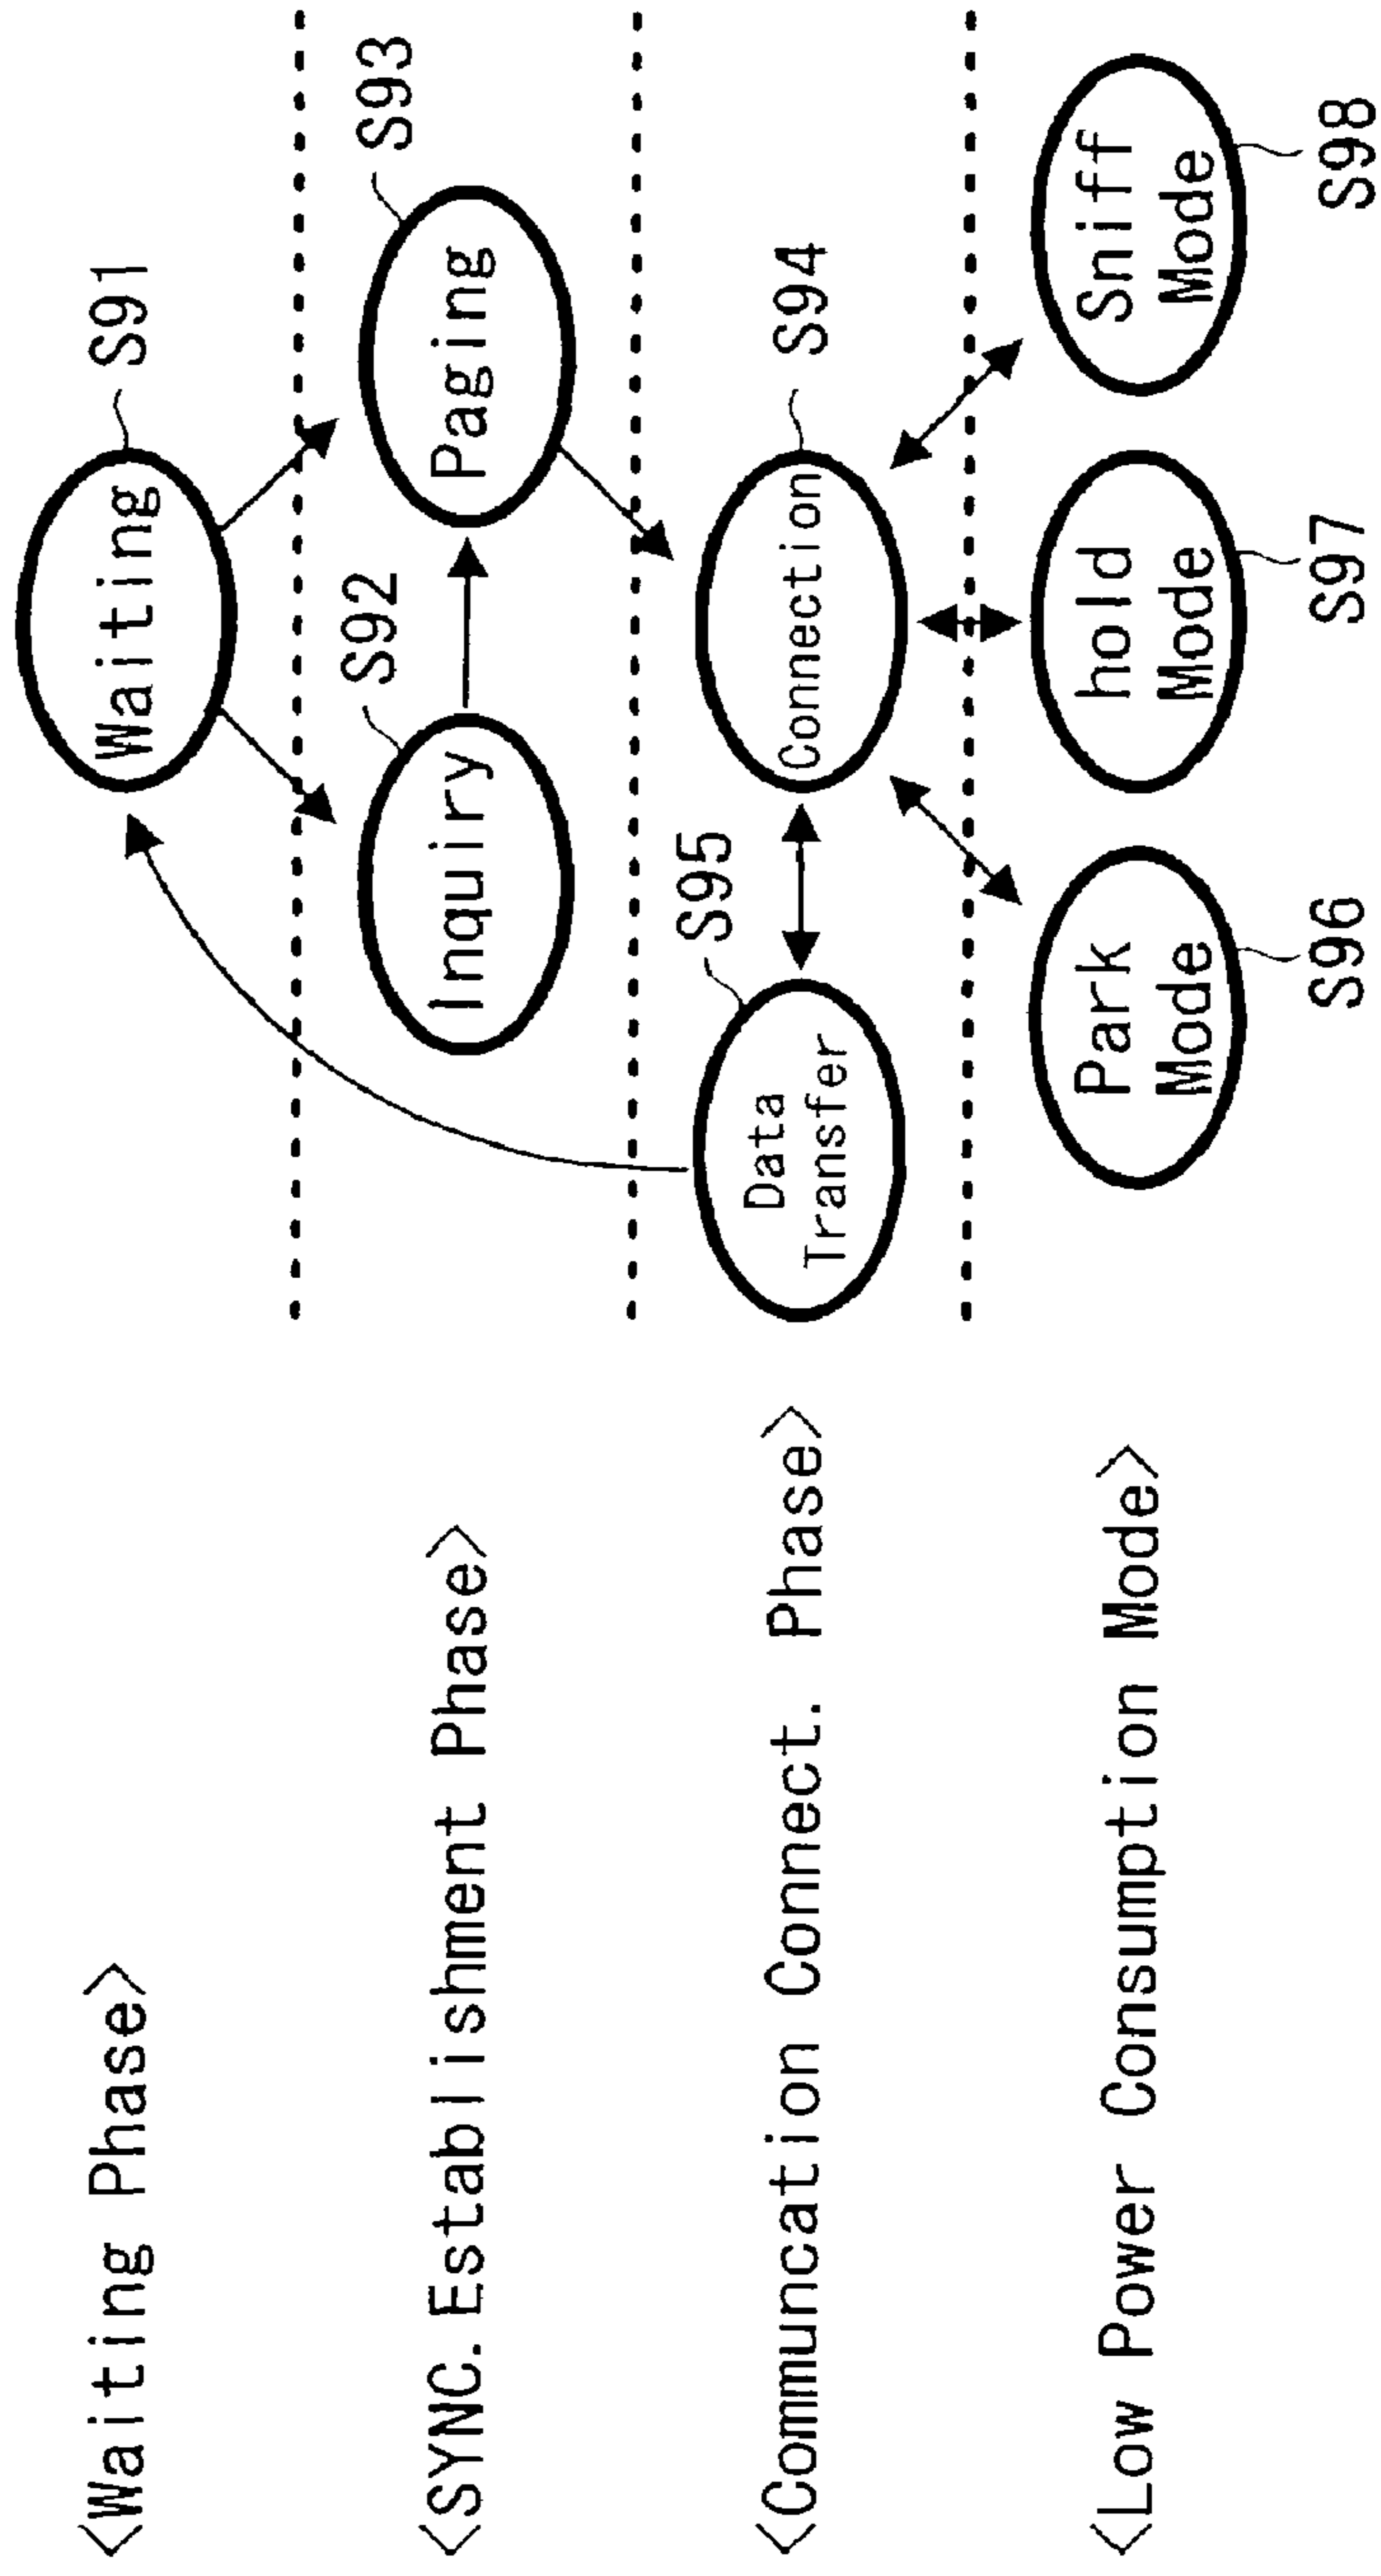 <Waiting Phase>
Waiting
S91
<SYNC. Establishment Phase>
Inquiry
S92
Paging
S93
<Communcation Connect. Phase>
Data
Transfer
S95
Connection
S94
<Low Power Consumption Mode>
Park
Mode
S96
hold
Mode
S97
Sniff
Mode
S98